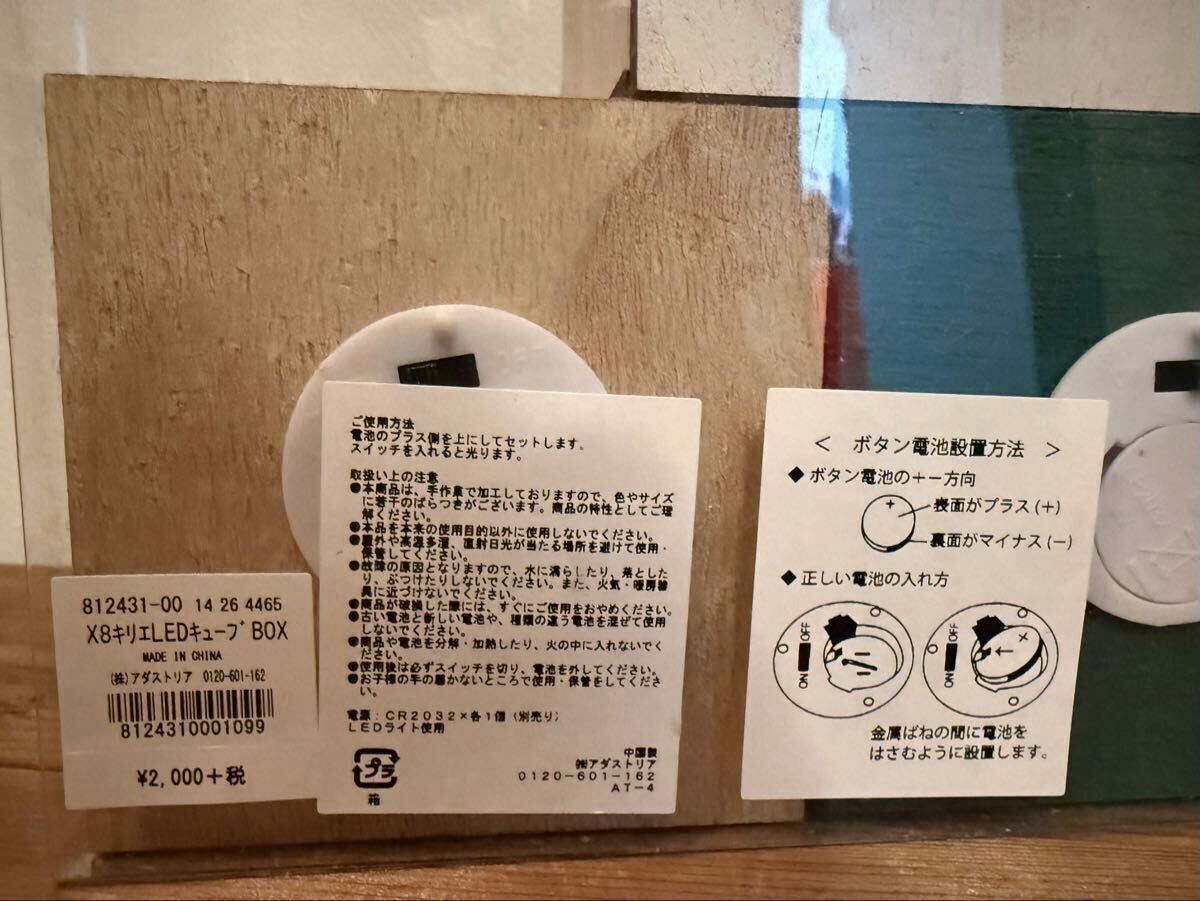 812431-00 14 26 4465
X8キリエLEDキューブBOX
MADE IN CHINA
(株)アダストリア 0120-601-162
8124310001099
¥2,000+税
ご使用方法
電池のプラス側を上にしてセットします。
スイッチを入れると光ります。
取扱い上の注意
●本商品は、手作業で加工しておりますので、色やサイズ
に若干のばらつきがございます。商品の特性としてご理
解ください。
●本品を本来の使用目的以外に使用しないでください。
●屋外や高温多湿、直射日光が当たる場所を避けて使用・
保管してください。
●故障の原因となりますので、水に濡らしたり、落とした
り、ぶつけたりしないでください。また、火気・暖房器
具に近づけないでください。
●商品が破損した際には、すぐにご使用をおやめください。
●古い電池と新しい電池や、種類の違う電池を混ぜて使用
しないでください。
●商品や電池を分解・加熱したり、火の中に入れないでく
ださい。
●使用後は必ずスイッチを切り、電池を外してください。
●お子様の手の届かないところで使用・保管をしてくださ
い。
電源：CR2032×各1個（別売り）
LEDライト使用
プラ
箱
中国製
㈱アダストリア
0120-601-162
AT-4
＜ ボタン電池設置方法 ＞
◆ボタン電池の+−方向
+
表面がプラス(+)
裏面がマイナス(−)
◆正しい電池の入れ方
ON OFF
ON OFF
金属ばねの間に電池を
はさむように設置します。